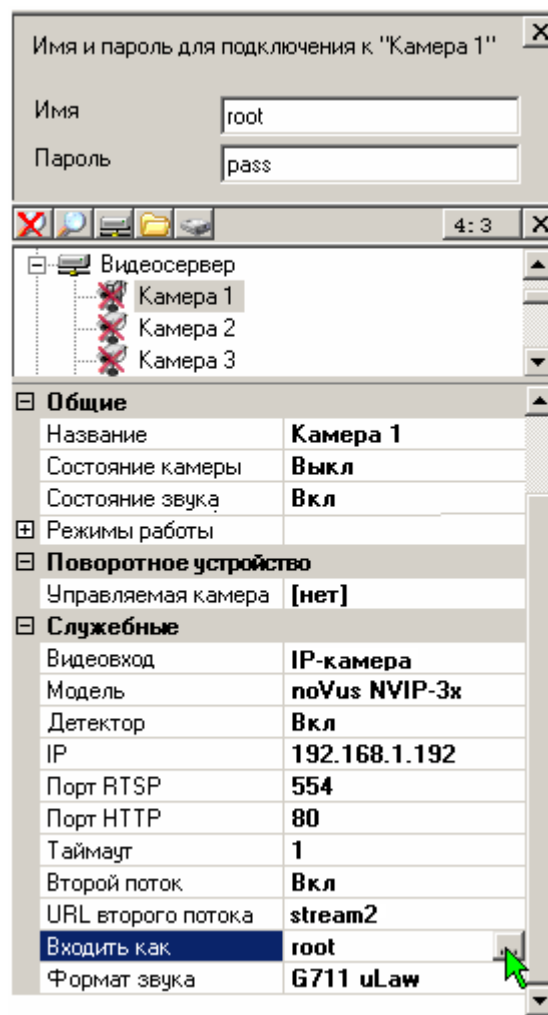 Имя и пароль для подключения к "Камера 1"
Имя root
Пароль pass
4:3
Видеосервер
Камера 1
Камера 2
Камера 3
Общие
Название Камера 1
Состояние камеры Выкл
Состояние звука Вкл
Режимы работы
Поворотное устройство
Управляемая камера [нет]
Служебные
Видеовход IP-камера
Модель noVus NVIP-3x
Детектор Вкл
IP 192.168.1.192
Порт RTSP 554
Порт HTTP 80
Таймаут 1
Второй поток Вкл
URL второго потока stream2
Входить как root ...
Формат звука G711 uLaw